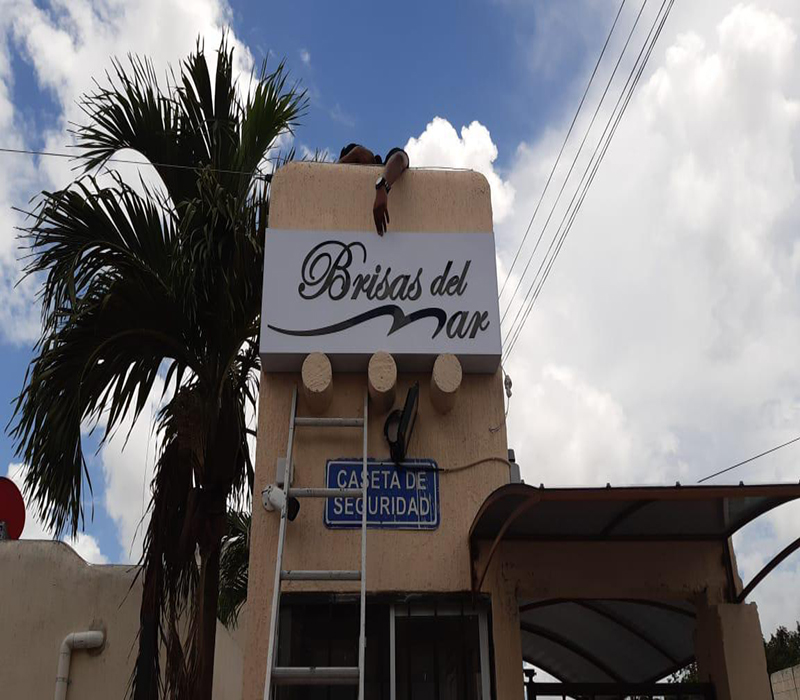 Brisas del
Mar
CASETA DE
SEGURIDAD